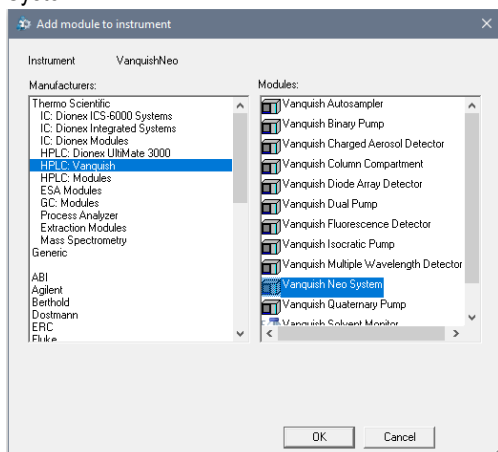 Add module to instrument
Instrument VanquishNeo
Manufacturers:
Thermo Scientific
IC: Dionex ICS-6000 Systems
IC: Dionex Integrated Systems
IC: Dionex Modules
HPLC: Dionex UltiMate 3000
HPLC: Vanquish
HPLC: Modules
ESA Modules
GC: Modules
Process Analyzer
Extraction Modules
Mass Spectrometry
Generic
ABI
Agilent
Berthold
Dostmann
ERC
Fluke
Modules:
Vanquish Autosampler
Vanquish Binary Pump
Vanquish Charged Aerosol Detector
Vanquish Column Compartment
Vanquish Diode Array Detector
Vanquish Dual Pump
Vanquish Fluorescence Detector
Vanquish Isocratic Pump
Vanquish Multiple Wavelength Detector
Vanquish Neo System
Vanquish Quaternary Pump
Vanquish Solvent Monitor
OK Cancel